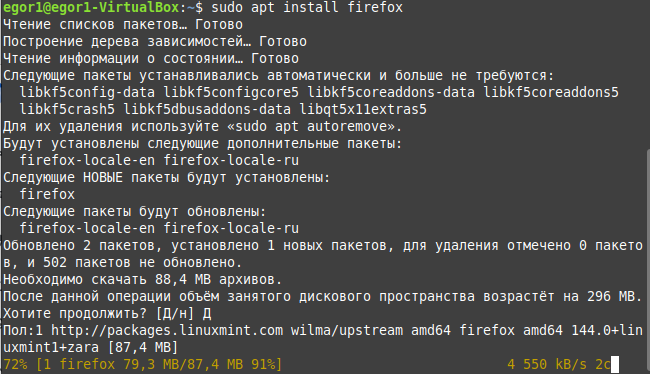 egor1@egor1-VirtualBox:~$ sudo apt install firefox
Чтение списков пакетов… Готово
Построение дерева зависимостей… Готово
Чтение информации о состоянии… Готово
Следующие пакеты устанавливались автоматически и больше не требуются:
  libkf5config-data libkf5configcore5 libkf5coreaddons-data libkf5coreaddons5
  libkf5crash5 libkf5dbusaddons-data libqt5x11extras5
Для их удаления используйте «sudo apt autoremove».
Будут установлены следующие дополнительные пакеты:
  firefox-locale-en firefox-locale-ru
Следующие НОВЫЕ пакеты будут установлены:
  firefox
Следующие пакеты будут обновлены:
  firefox-locale-en firefox-locale-ru
Обновлено 2 пакетов, установлено 1 новых пакетов, для удаления отмечено 0 пакето
в, и 502 пакетов не обновлено.
Необходимо скачать 88,4 MB архивов.
После данной операции объём занятого дискового пространства возрастёт на 296 MB.
Хотите продолжить? [Д/н] Д
Пол:1 http://packages.linuxmint.com wilma/upstream amd64 firefox amd64 144.0+lin
uxmint1+zara [87,4 MB]
72% [1 firefox 79,3 MB/87,4 MB 91%] 4 550 kB/s 2с